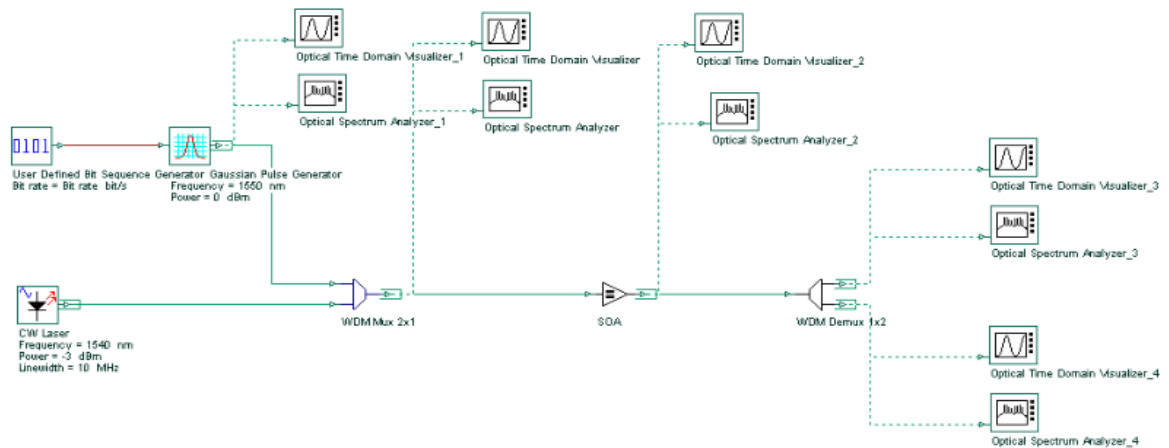 Optical Time Domain Visualizer_1
Optical Time Domain Visualizer
Optical Time Domain Visualizer_2
Optical Spectrum Analyzer_1
Optical Spectrum Analyzer
Optical Spectrum Analyzer_2
0101
User Defined Bit Sequence Generator
Bit rate = Bit rate bit/s
Gaussian Pulse Generator
Frequency = 1550 nm
Power = 0 dBm
Optical Time Domain Visualizer_3
Optical Spectrum Analyzer_3
WDM Mux 2x1
SOA
WDM Demux 1x2
CW Laser
Frequency = 1540 nm
Power = -3 dBm
Linewidth = 10 MHz
Optical Time Domain Visualizer_4
Optical Spectrum Analyzer_4